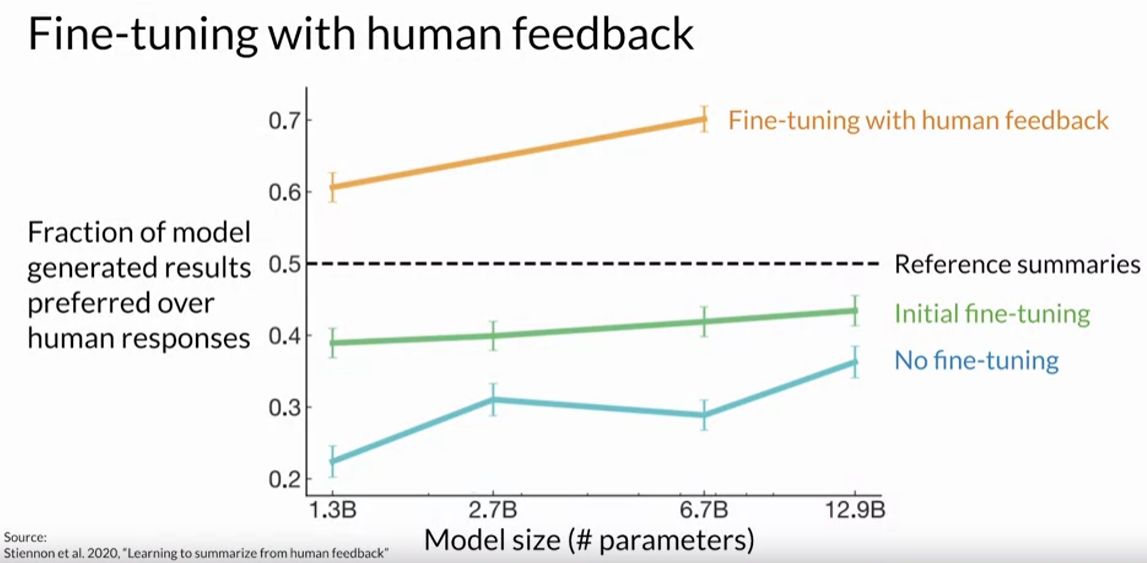 Fine-tuning with human feedback
0.7
Fine-tuning with human feedback
0.6
Fraction of model
generated results
preferred over
human responses
0.5
Reference summaries
Initial fine-tuning
0.4
No fine-tuning
0.3
0.2
1.3B 2.7B 6.7B 12.9B
Model size (# parameters)
Source:
Stiennon et al. 2020, “Learning to summarize from human feedback”